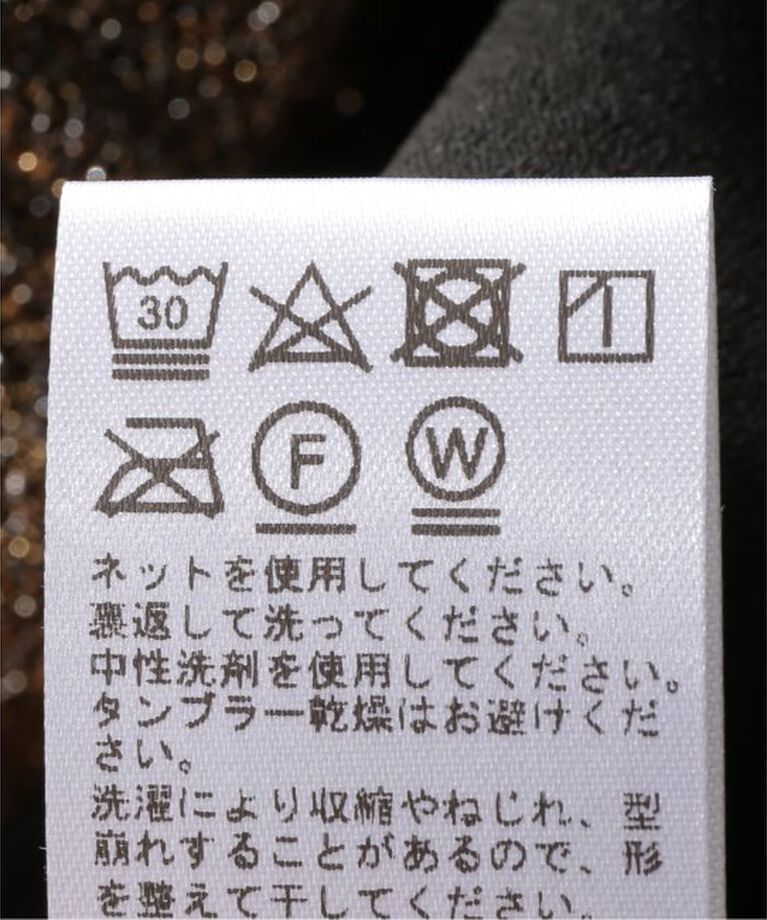 30
F W
ネットを使用してください。
裏返して洗ってください。
中性洗剤を使用してください。
タンブラー乾燥はお避けくだ
さい。
洗濯により収縮やねじれ、型
崩れすることがあるので、形
を整えて干してください。